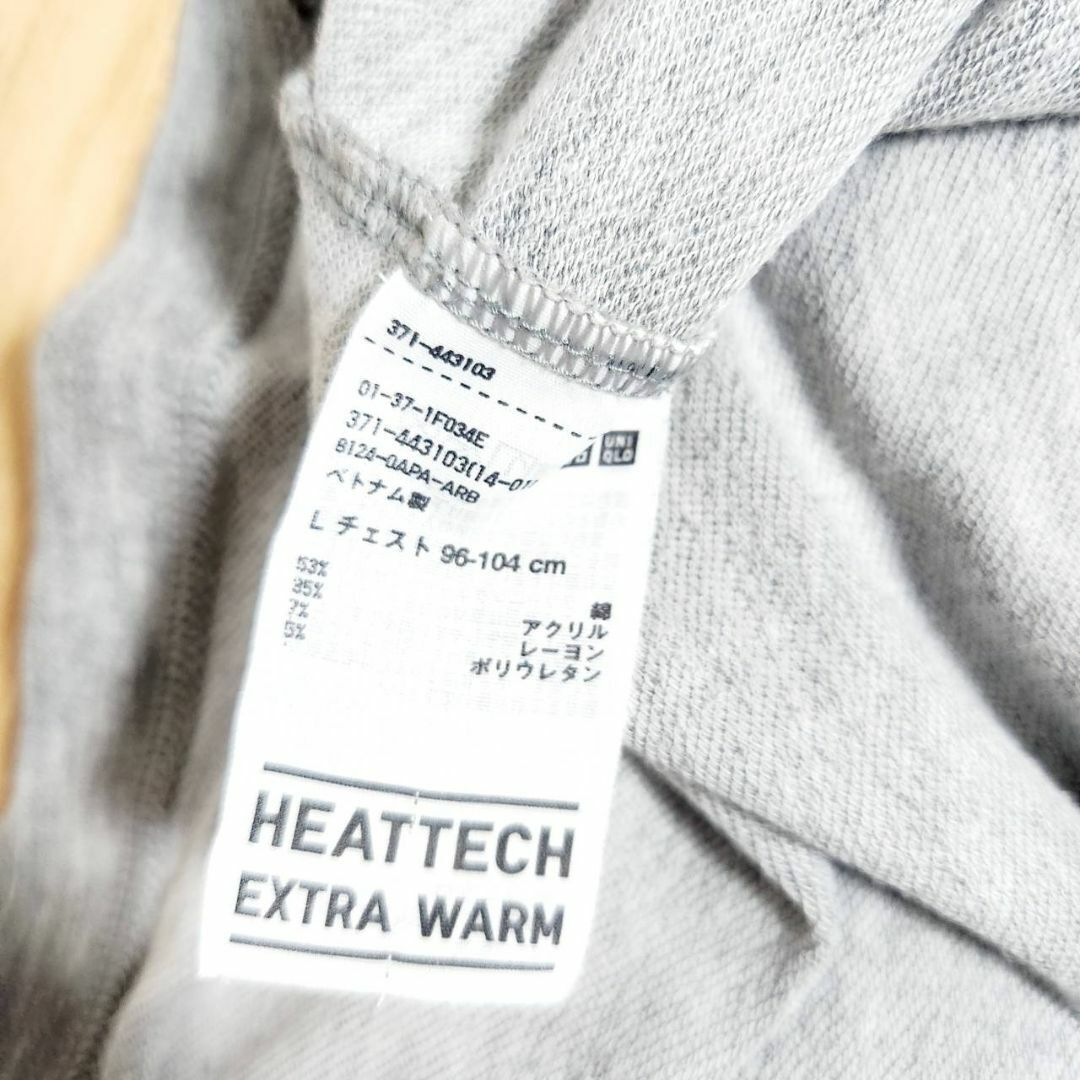 371-443103
01-37-1F034E
UNI
QLO
371-443103(14-0
8124-0APA-ARB
ベトナム製
L チェスト 96-104 cm
53% 綿
35% アクリル
7% レーヨン
5% ポリウレタン
HEATTECH
EXTRA WARM